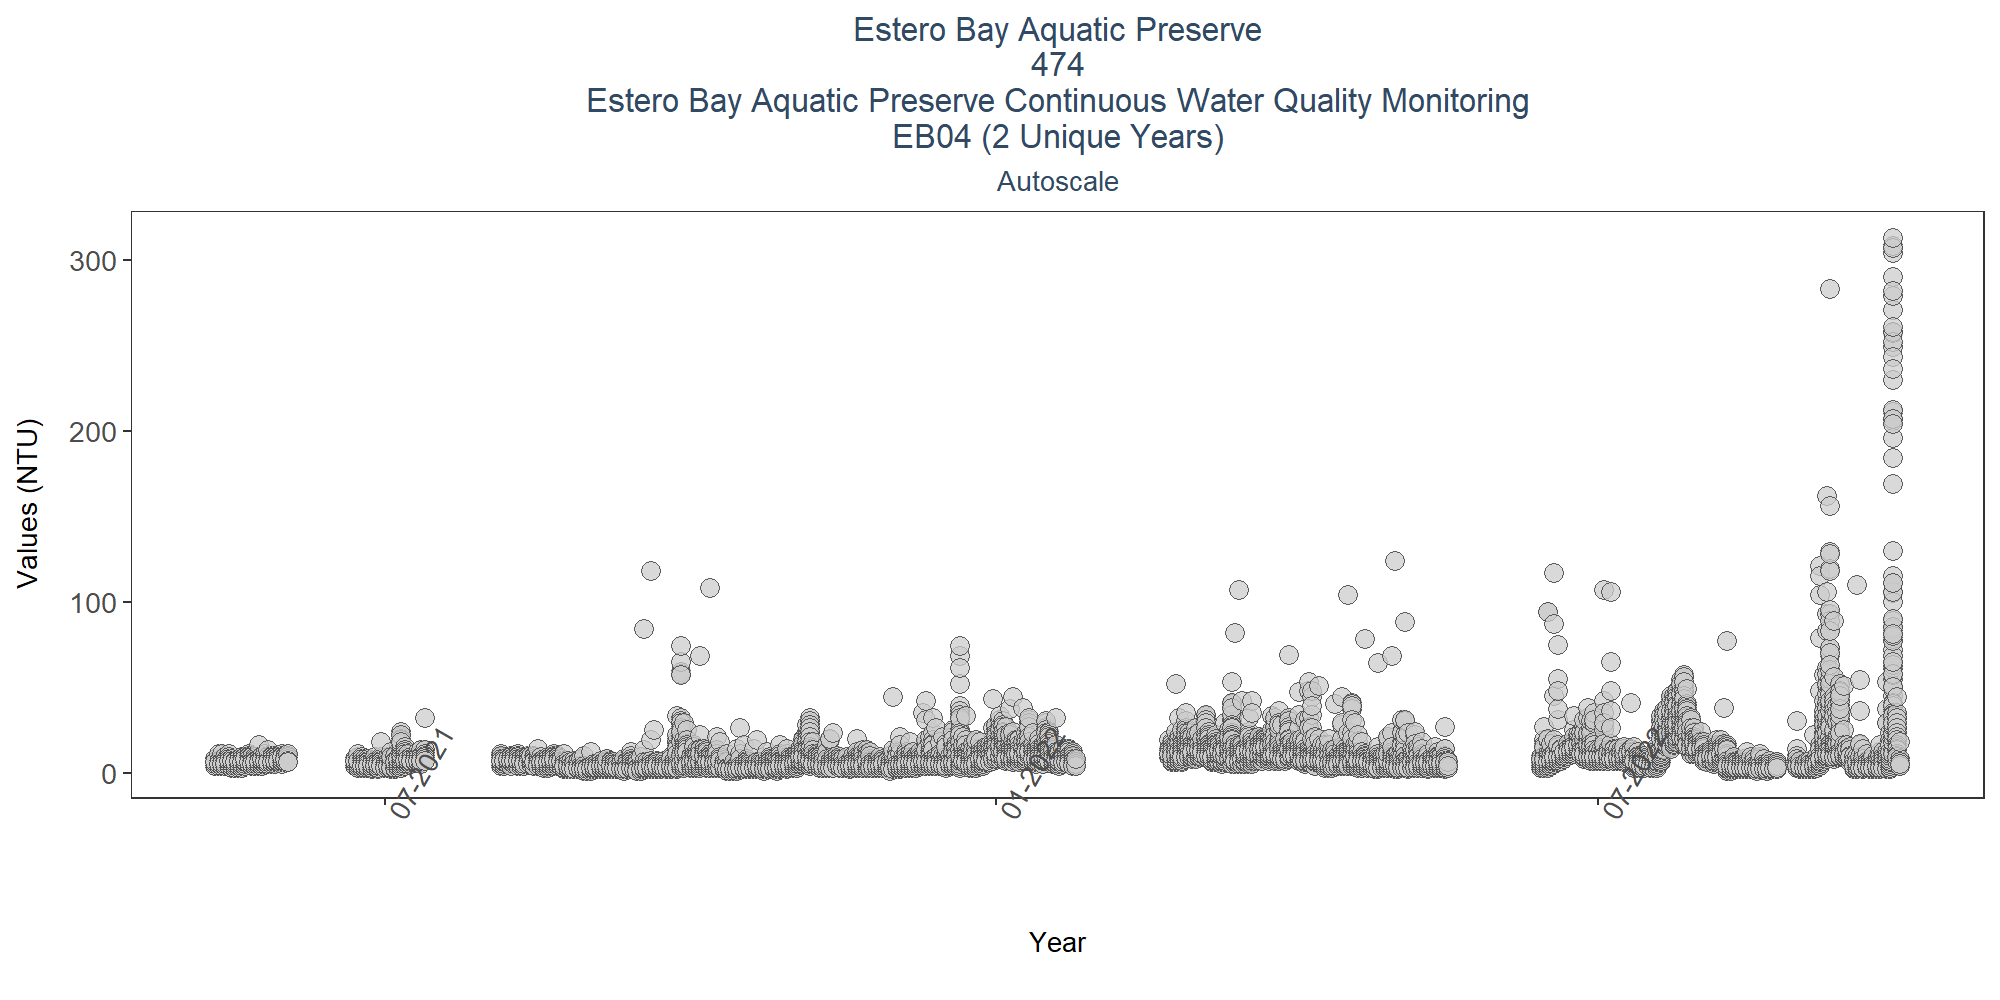 Estero Bay Aquatic Preserve
474
Estero Bay Aquatic Preserve Continuous Water Quality Monitoring
EB04 (2 Unique Years)
Autoscale
Values (NTU)
300
200
100
0
07-2021
01-2022
07-2022
Year